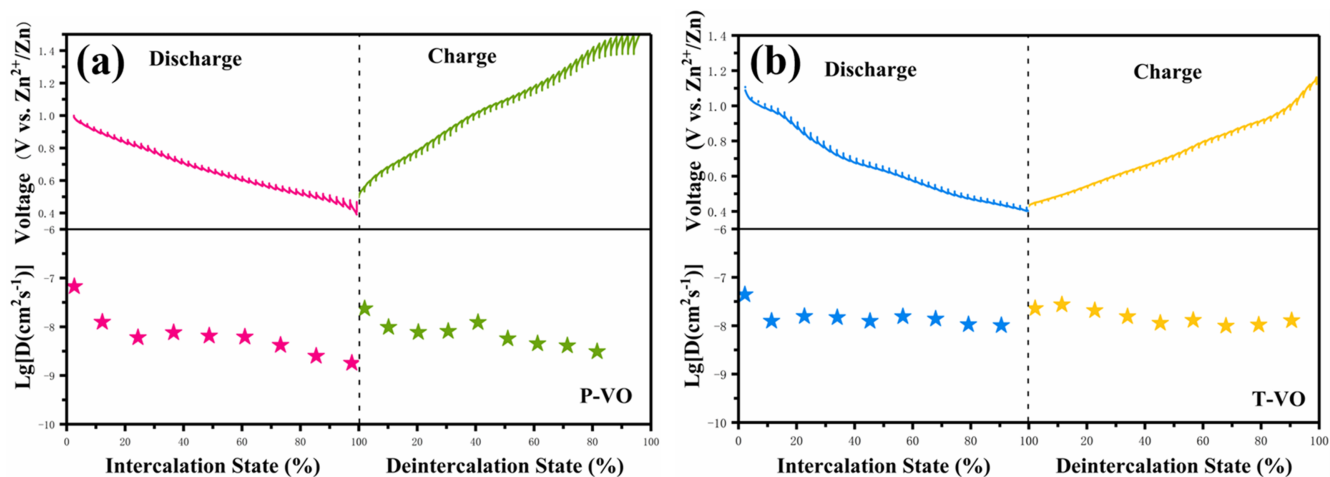 (a)
Discharge
Charge
Voltage (V vs. Zn2+/Zn)
1.4
1.2
1.0
0.8
0.6
0.4
-6
-7
-8
-9
-10
Lg[D(cm2s-1)]
P-VO
0 20 40 60 80 100 20 40 60 80 100
Intercalation State (%) Deintercalation State (%)
(b)
Discharge
Charge
Voltage (V vs. Zn2+/Zn)
1.4
1.2
1.0
0.8
0.6
0.4
-6
-7
-8
-9
-10
Lg[D(cm2s-1)]
T-VO
0 20 40 60 80 100 20 40 60 80 100
Intercalation State (%) Deintercalation State (%)